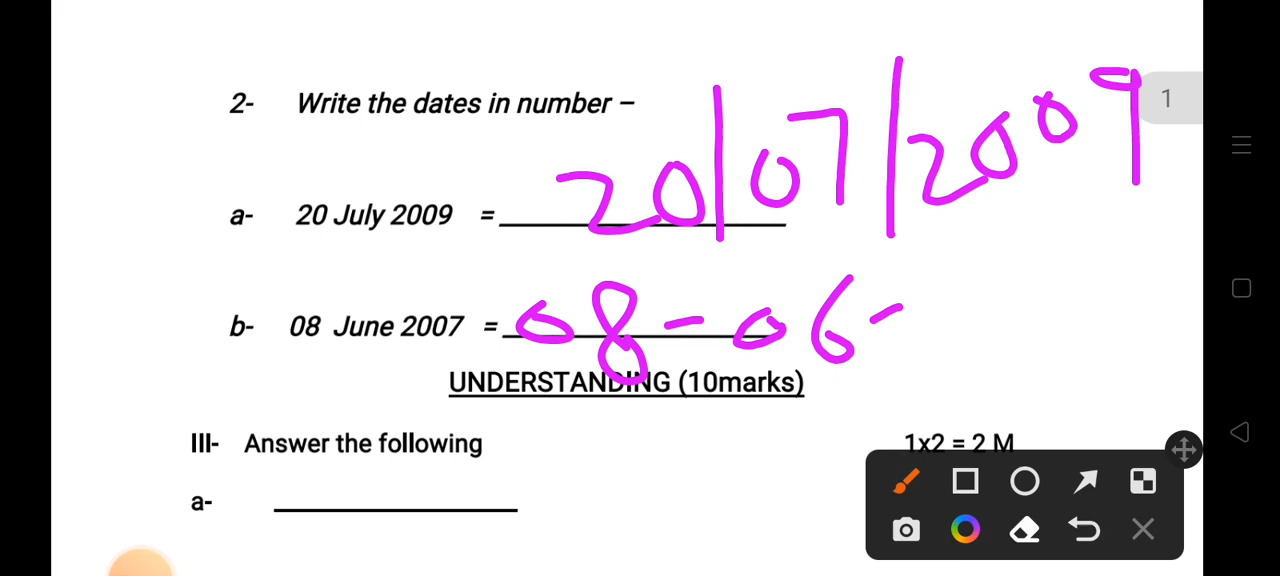 2- Write the dates in number –
a- 20 July 2009 = 20/07/2009
b- 08 June 2007 = 08-06-
UNDERSTANDING (10marks)
III- Answer the following 1x2 = 2 M
a-
1